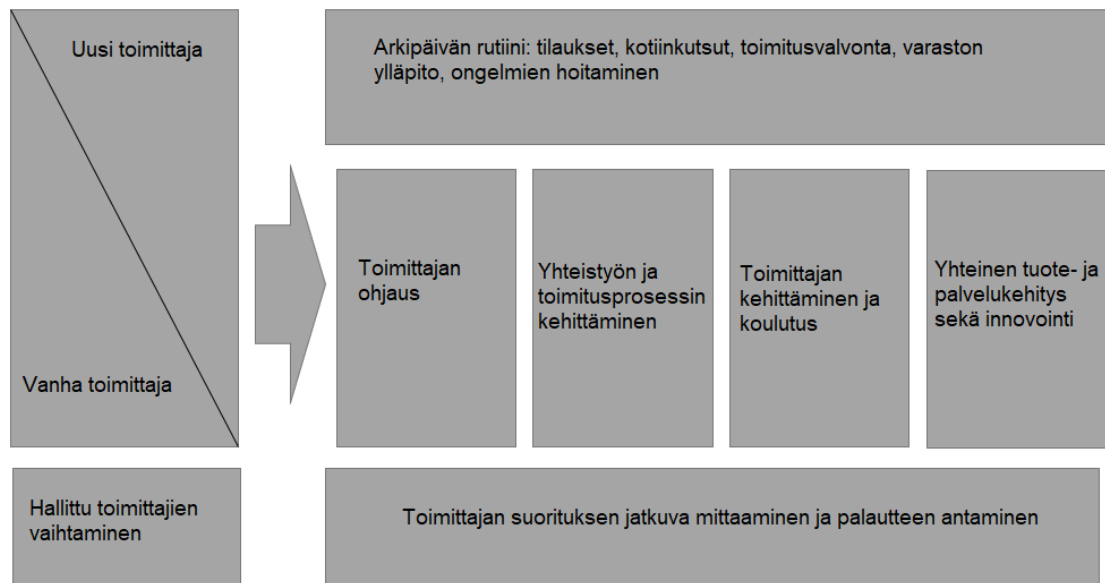 Uusi toimittaja
Vanha toimittaja
Arkipäivän rutiini: tilaukset, kotiinkutsut, toimitusvalvonta, varaston
ylläpito, ongelmien hoitaminen
Toimittajan
ohjaus
Yhteistyön ja
toimitusprosessin
kehittäminen
Toimittajan
kehittäminen ja
koulutus
Yhteinen tuote- ja
palvelukehitys
sekä innovointi
Hallittu toimittajien
vaihtaminen
Toimittajan suorituksen jatkuva mittaaminen ja palautteen antaminen